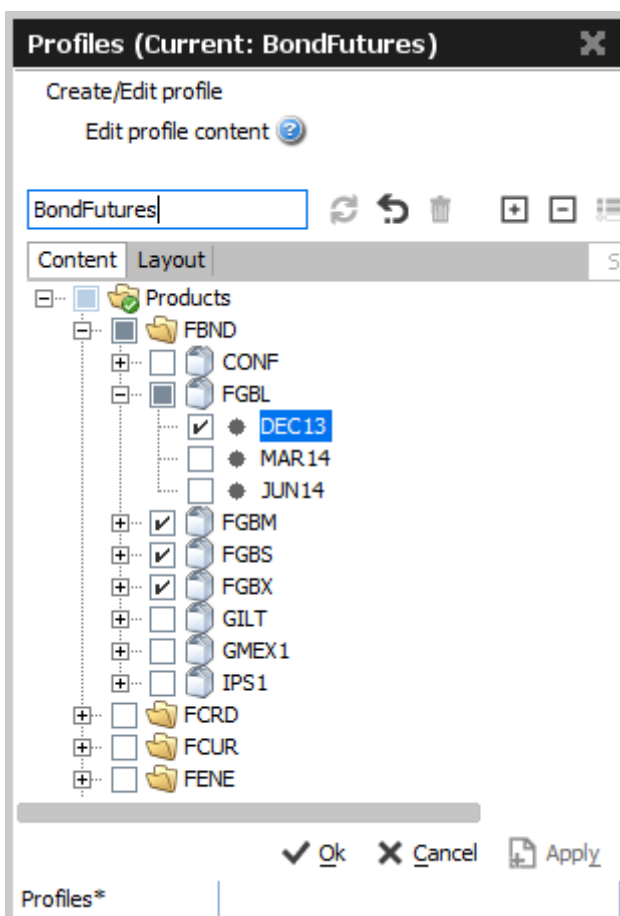 Profiles (Current: BondFutures)
Create/Edit profile
Edit profile content
BondFutures
Content Layout S
Products
FBND
CONF
FGBL
DEC13
MAR14
JUN14
FGBM
FGBS
FGBX
GILT
GMEX1
IPS1
FCRD
FCUR
FENE
Ok Cancel Apply
Profiles*